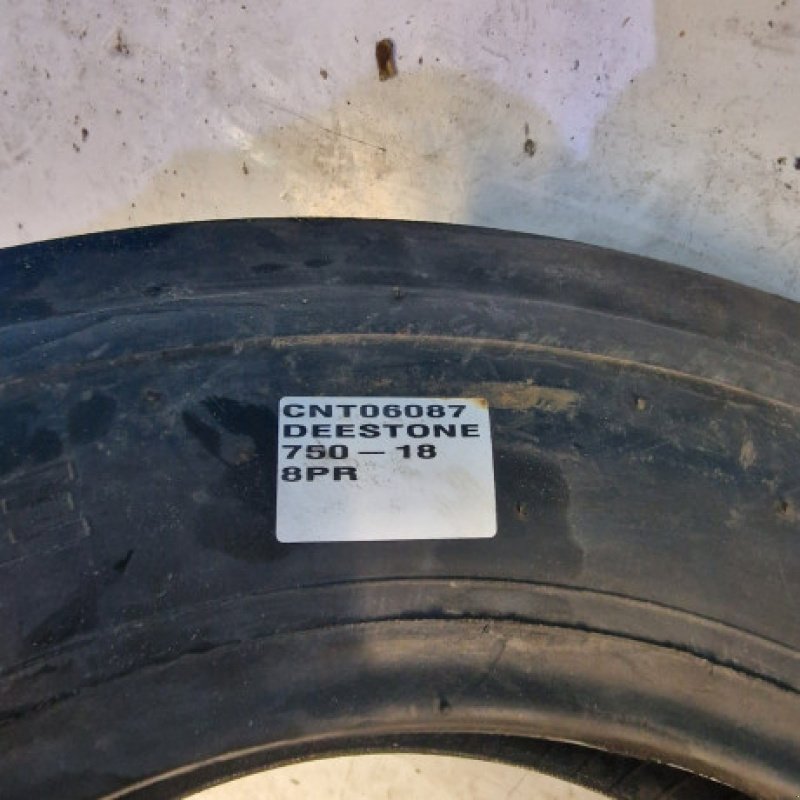 CNT06087
DEESTONE
750-18
8PR